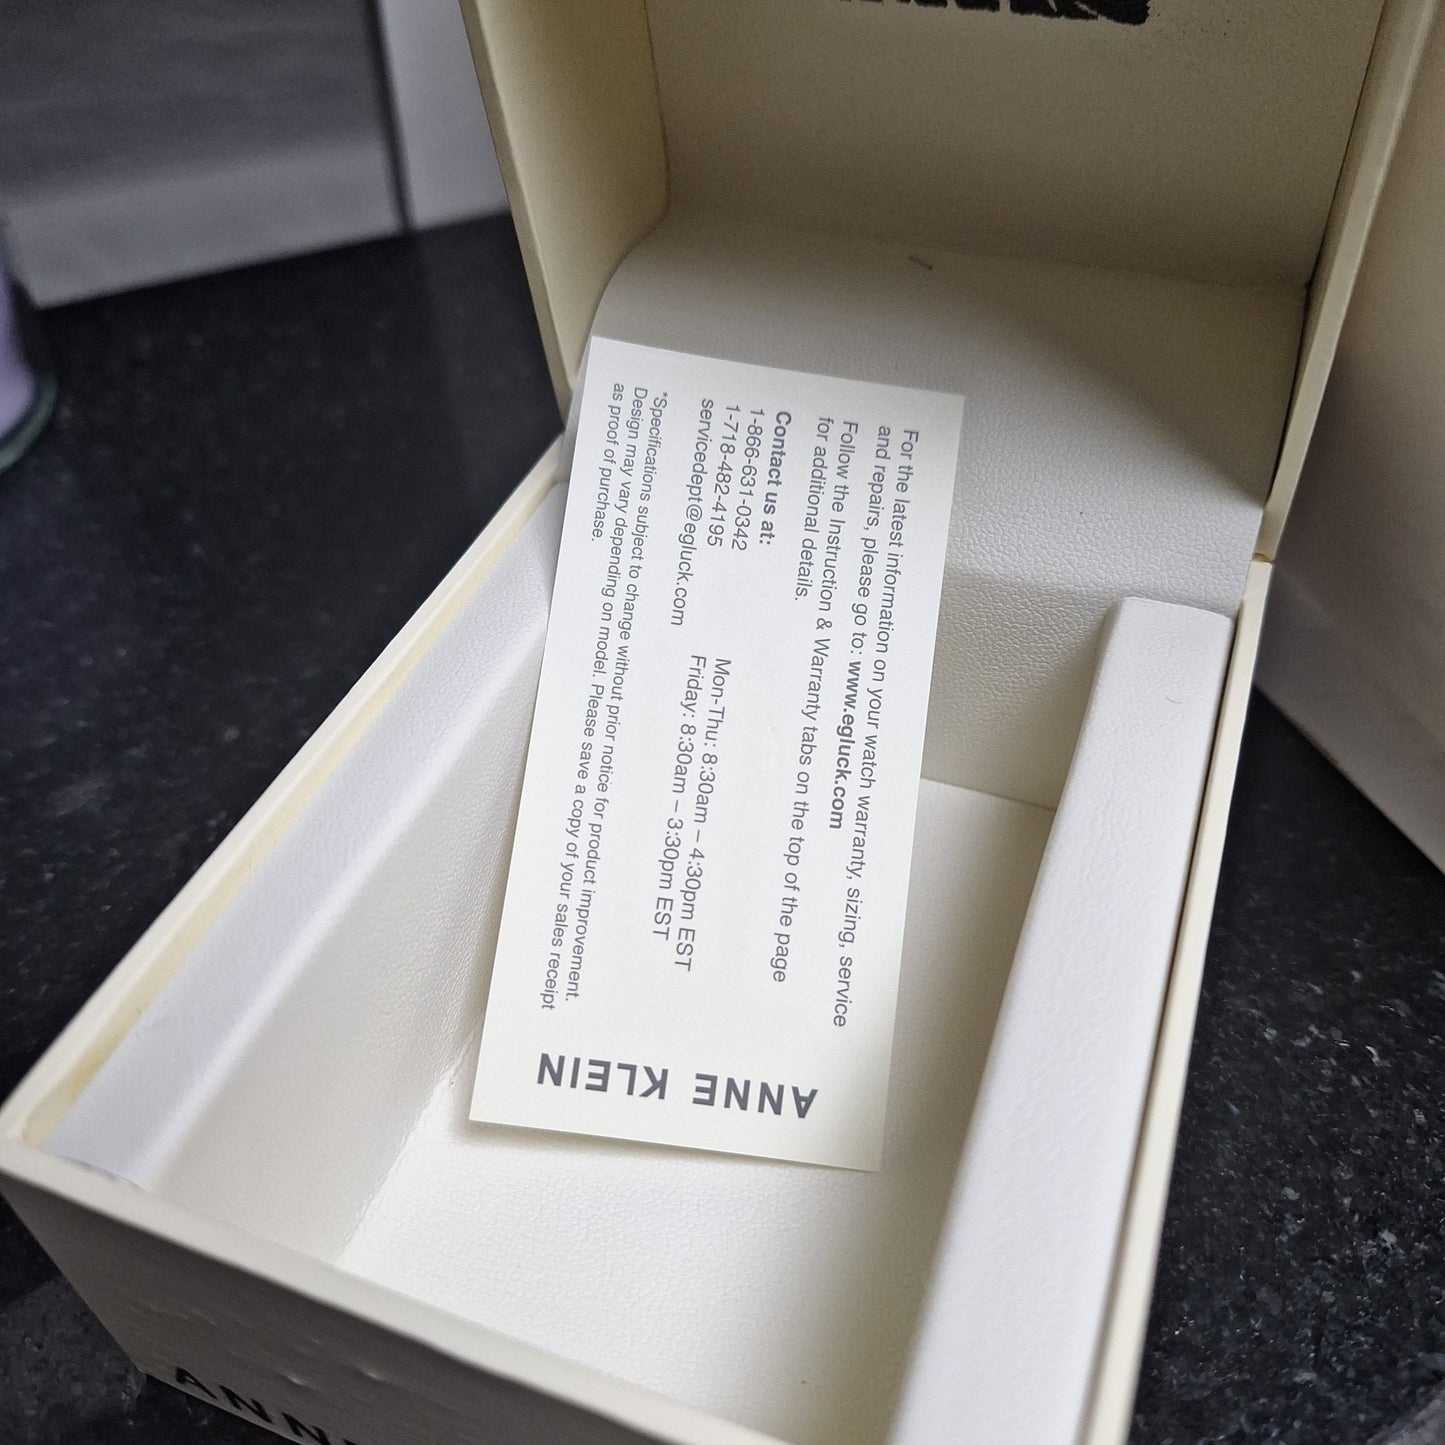 For the latest information on your watch warranty, sizing, service
and repairs, please go to: www.egluck.com
Follow the Instruction & Warranty tabs on the top of the page
for additional details.
Contact us at:
1-866-631-0342
1-718-482-4195
servicedept@egluck.com
Mon-Thu: 8:30am – 4:30pm EST
Friday: 8:30am – 3:30pm EST
*Specifications subject to change without prior notice for product improvement.
Design may vary depending on model. Please save a copy of your sales receipt
as proof of purchase.
ANNE KLEIN
ANNE